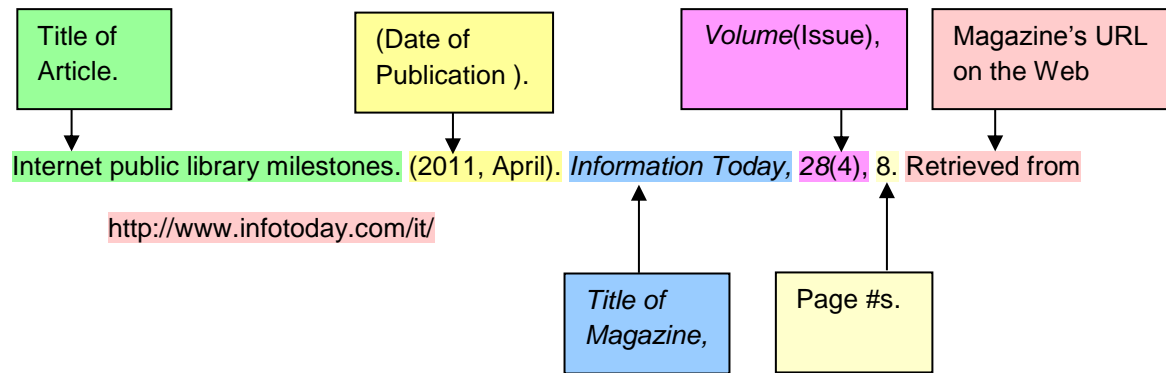 Title of
Article.
(Date of
Publication ).
Volume(Issue),
Magazine’s URL
on the Web
Internet public library milestones. (2011, April). Information Today, 28(4), 8. Retrieved from
http://www.infotoday.com/it/
Title of
Magazine,
Page #s.